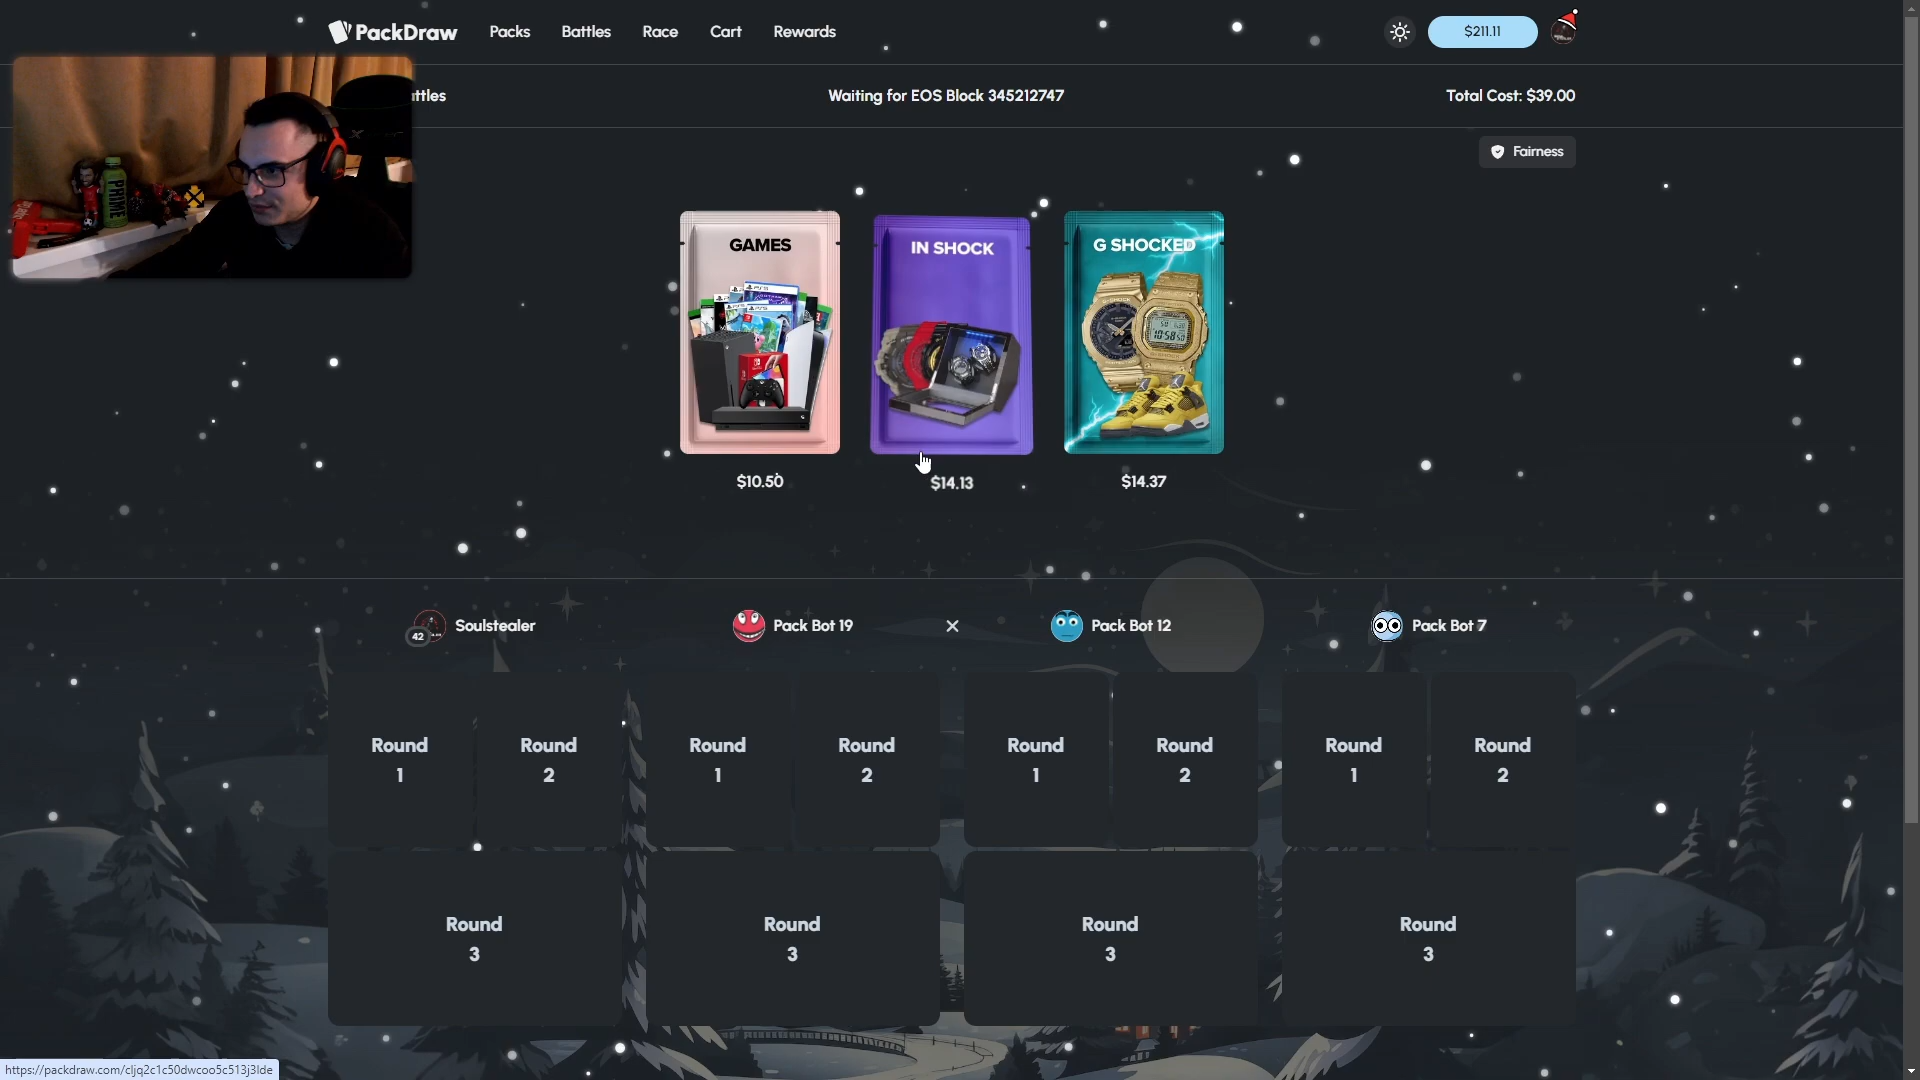 PackDraw
Packs
Battles
Race
Cart
Rewards
$211.11
attles
Waiting for EOS Block 345212747
Total Cost: $39.00
Fairness
PRIME
GAMES
IN SHOCK
G SHOCKED
$10.50
$14.13
$14.37
42
Soulstealer
Pack Bot 19
Pack Bot 12
Pack Bot 7
Round
1
Round
2
Round
1
Round
2
Round
1
Round
2
Round
1
Round
2
Round
3
Round
3
Round
3
Round
3
https://packdraw.com/cljq2c1c50dwcoo5c513j3lde